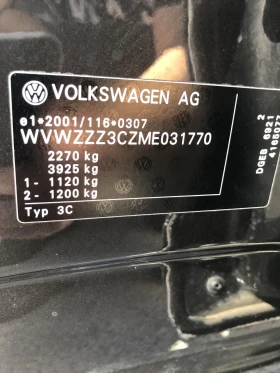 VOLKSWAGEN AG
e1*2001/116*0307
WVWZZZ3CZME031770
2270 kg
3925 kg
1- 1120 kg
2- 1200 kg
Typ 3C
2
DGEB 6921